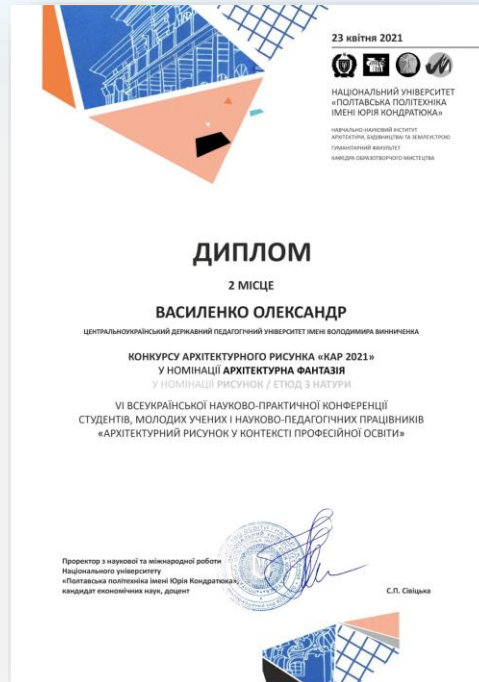 23 квітня 2021
НАЦІОНАЛЬНИЙ УНІВЕРСИТЕТ
«ПОЛТАВСЬКА ПОЛІТЕХНІКА
ІМЕНІ ЮРІЯ КОНДРАТЮКА»
НАВЧАЛЬНО-НАУКОВИЙ ІНСТИТУТ
АРХІТЕКТУРИ, БУДІВНИЦТВА ТА ЗЕМЛЕУСТРОЮ
ГУМАНІТАРНИЙ ФАКУЛЬТЕТ
КАФЕДРА ОБРАЗОТВОРЧОГО МИСТЕЦТВА
ДИПЛОМ
2 МІСЦЕ
ВАСИЛЕНКО ОЛЕКСАНДР
ЦЕНТРАЛЬНОУКРАЇНСЬКИЙ ДЕРЖАВНИЙ ПЕДАГОГІЧНИЙ УНІВЕРСИТЕТ ІМЕНІ ВОЛОДИМИРА ВИННИЧЕНКА
КОНКУРСУ АРХІТЕКТУРНОГО РИСУНКА «КАР 2021»
У НОМІНАЦІЇ АРХІТЕКТУРНА ФАНТАЗІЯ
У НОМІНАЦІЇ РИСУНОК / ЕТЮД З НАТУРИ
VI ВСЕУКРАЇНСЬКОЇ НАУКОВО-ПРАКТИЧНОЇ КОНФЕРЕНЦІЇ
СТУДЕНТІВ, МОЛОДИХ УЧЕНИХ І НАУКОВО-ПЕДАГОГІЧНИХ ПРАЦІВНИКІВ
«АРХІТЕКТУРНИЙ РИСУНОК У КОНТЕКСТІ ПРОФЕСІЙНОЇ ОСВІТИ»
Проректор з наукової та міжнародної роботи
Національного університету
«Полтавська політехніка імені Юрія Кондратюка»,
кандидат економічних наук, доцент
С.П. Сівіцька